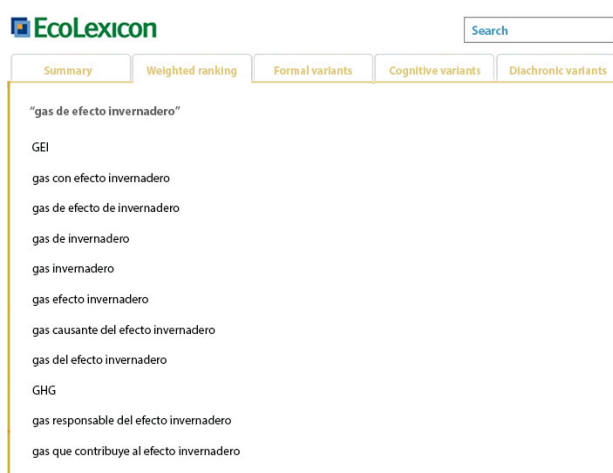 EcoLexicon
Search
Summary Weighted ranking Formal variants Cognitive variants Diachronic variants
“gas de efecto invernadero”
GEI
gas con efecto invernadero
gas de efecto de invernadero
gas de invernadero
gas invernadero
gas efecto invernadero
gas causante del efecto invernadero
gas del efecto invernadero
GHG
gas responsable del efecto invernadero
gas que contribuye al efecto invernadero